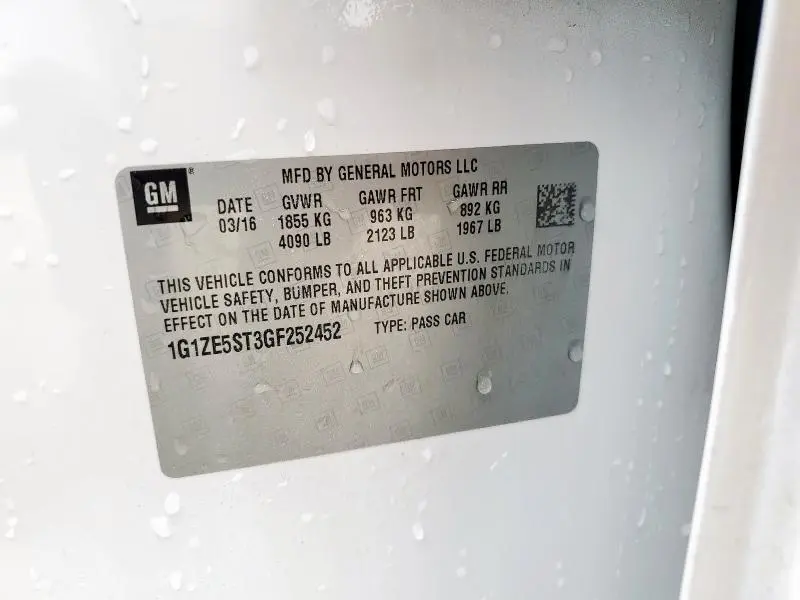 GM
MFD BY GENERAL MOTORS LLC
DATE GVWR GAWR FRT GAWR RR
03/16 1855 KG 963 KG 892 KG
4090 LB 2123 LB 1967 LB
THIS VEHICLE CONFORMS TO ALL APPLICABLE U.S. FEDERAL MOTOR
VEHICLE SAFETY, BUMPER, AND THEFT PREVENTION STANDARDS IN
EFFECT ON THE DATE OF MANUFACTURE SHOWN ABOVE.
1G1ZE5ST3GF252452 TYPE: PASS CAR